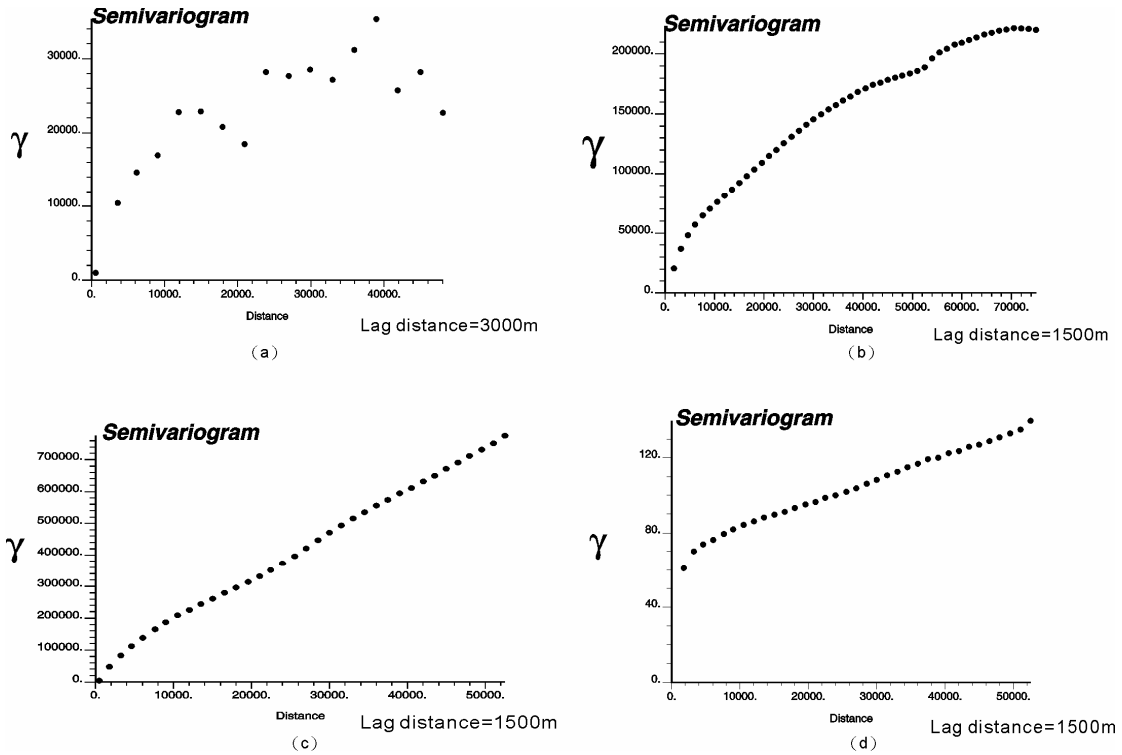 Semivariogram
30000.
20000.
10000.
0.
γ
0. 10000. 20000. 30000. 40000.
Distance
Lag distance=3000m
(a)
Semivariogram
200000.
150000.
100000.
50000.
0.
γ
0. 10000. 20000. 30000. 40000. 50000. 60000. 70000.
Distance
Lag distance=1500m
(b)
Semivariogram
700000.
600000.
500000.
400000.
300000.
200000.
100000.
0.
γ
0. 10000. 20000. 30000. 40000. 50000.
Distance
Lag distance=1500m
(c)
Semivariogram
120.
80.
40.
0.
γ
0. 10000. 20000. 30000. 40000. 50000.
Distance
Lag distance=1500m
(d)